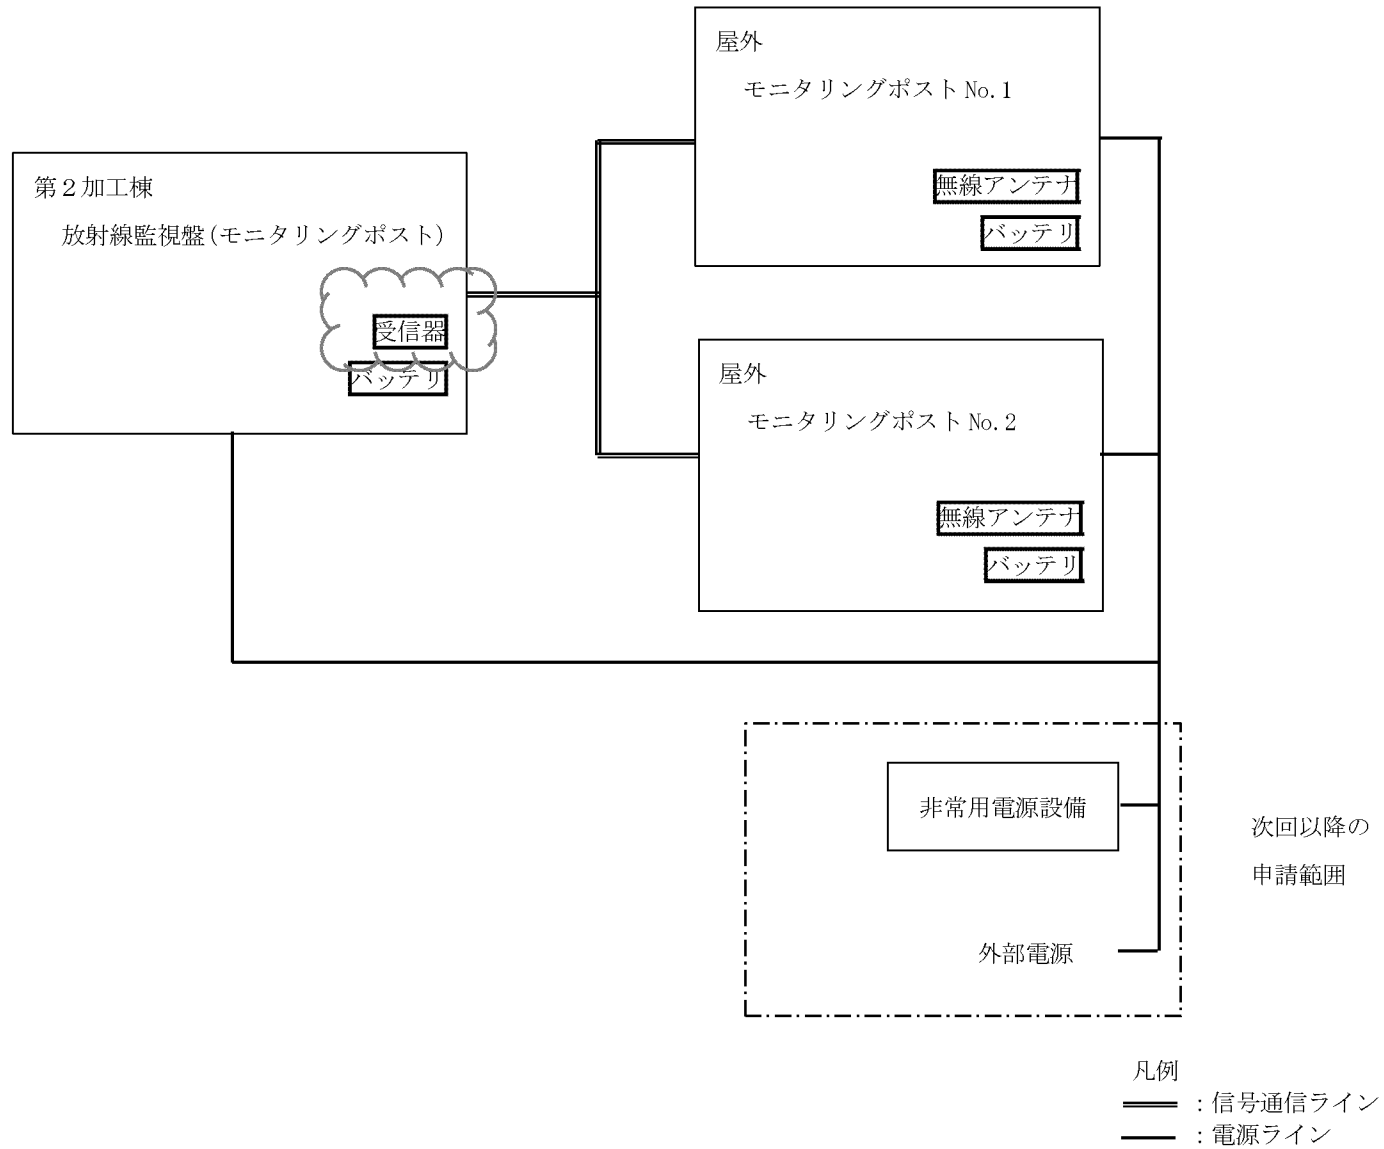 屋外
モニタリングポスト No.1
無線アンテナ
バッテリ
第２加工棟
放射線監視盤(モニタリングポスト)
受信器
バッテリ
屋外
モニタリングポスト No.2
無線アンテナ
バッテリ
非常用電源設備
外部電源
次回以降の
申請範囲
凡例
：信号通信ライン
：電源ライン